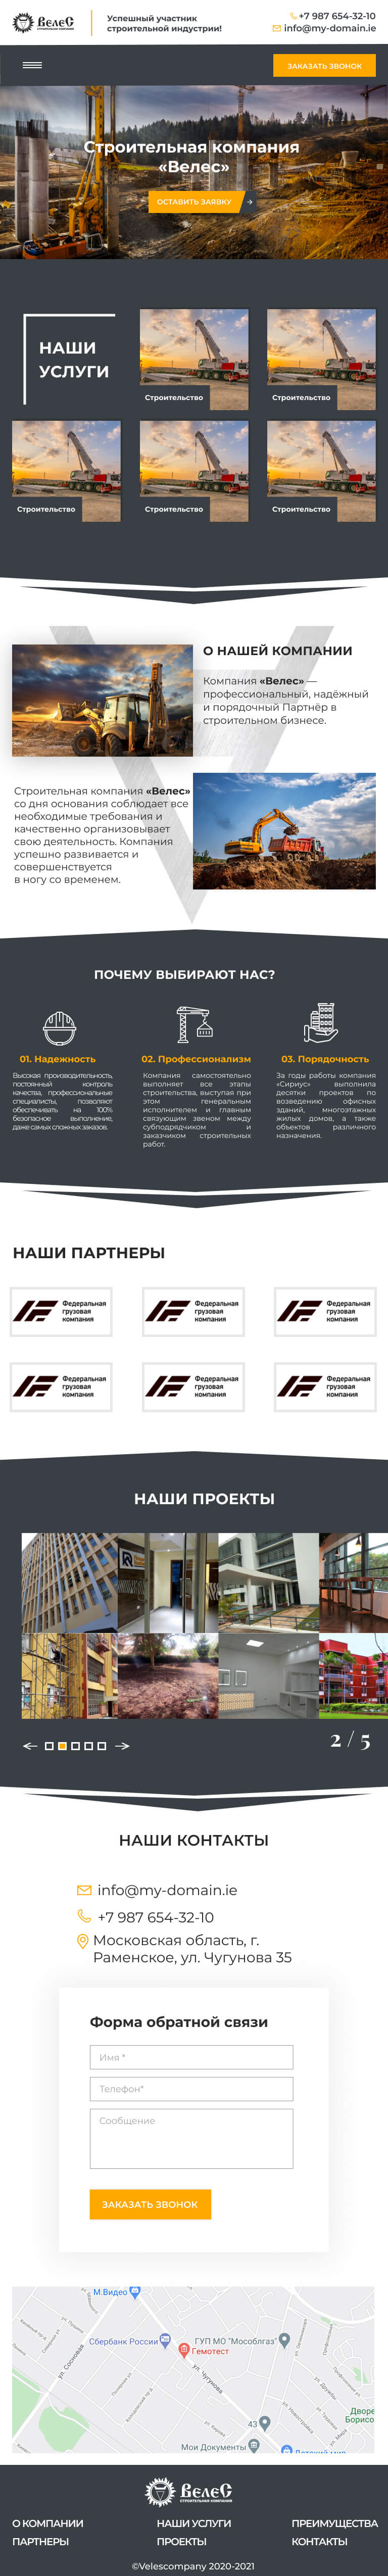 ВелеС
Успешный участник
строительной индустрии!
+7 987 654-32-10
info@my-domain.ie
ЗАКАЗАТЬ ЗВОНОК
Строительная компания
«Велес»
ОСТАВИТЬ ЗАЯВКУ
НАШИ
УСЛУГИ
Строительство
Строительство
Строительство
Строительство
Строительство
О НАШЕЙ КОМПАНИИ
Компания «Велес» —
профессиональный, надёжный
и порядочный Партнёр в
строительном бизнесе.
Строительная компания «Велес»
со дня основания соблюдает все
необходимые требования и
качественно организовывает
свою деятельность. Компания
успешно развивается и
совершенствуется
в ногу со временем.
ПОЧЕМУ ВЫБИРАЮТ НАС?
01. Надежность
Высокая производительность,
постоянный контроль
качества, профессиональные
специалисты, позволяют
обеспечивать на 100%
безопасное выполнение,
даже самых сложных заказов.
02. Профессионализм
Компания самостоятельно
выполняет все этапы
строительства, выступая при
этом генеральным
исполнителем и главным
связующим звеном между
субподрядчиком и
заказчиком строительных
работ.
03. Порядочность
За годы работы компания
«Сириус» выполнила
десятки проектов по
возведению офисных
зданий, многоэтажных
жилых домов, а также
объектов различного
назначения.
НАШИ ПАРТНЕРЫ
Федеральная
грузовая
компания
Федеральная
грузовая
компания
Федеральная
грузовая
компания
Федеральная
грузовая
компания
Федеральная
грузовая
компания
Федеральная
грузовая
компания
НАШИ ПРОЕКТЫ
2 / 5
НАШИ КОНТАКТЫ
info@my-domain.ie
+7 987 654-32-10
Московская область, г.
Раменское, ул. Чугунова 35
Форма обратной связи
Имя *
Телефон*
Сообщение
ЗАКАЗАТЬ ЗВОНОК
М.Видео
Сбербанк России
ГУП МО "Мособлгаз"
Гемотест
ул. Чугунова
43
Мои Документы
Дворе
Борисо
Детский мир
ВелеС
О КОМПАНИИ
НАШИ УСЛУГИ
ПРЕИМУЩЕСТВА
ПАРТНЕРЫ
ПРОЕКТЫ
КОНТАКТЫ
©Velescompany 2020-2021